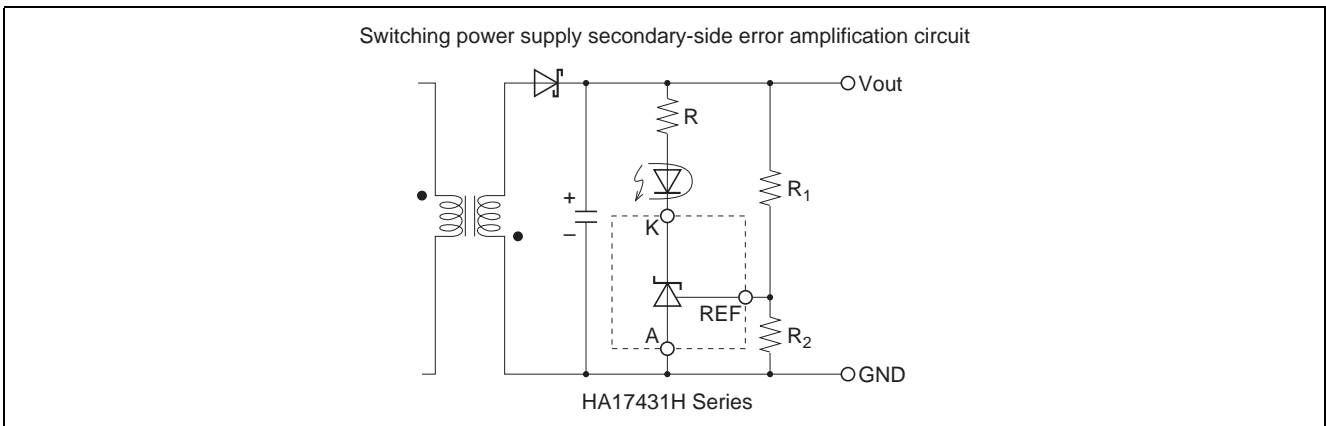 Switching power supply secondary-side error amplification circuit
Vout
R
R1
+
–
K
REF
A
R2
GND
HA17431H Series